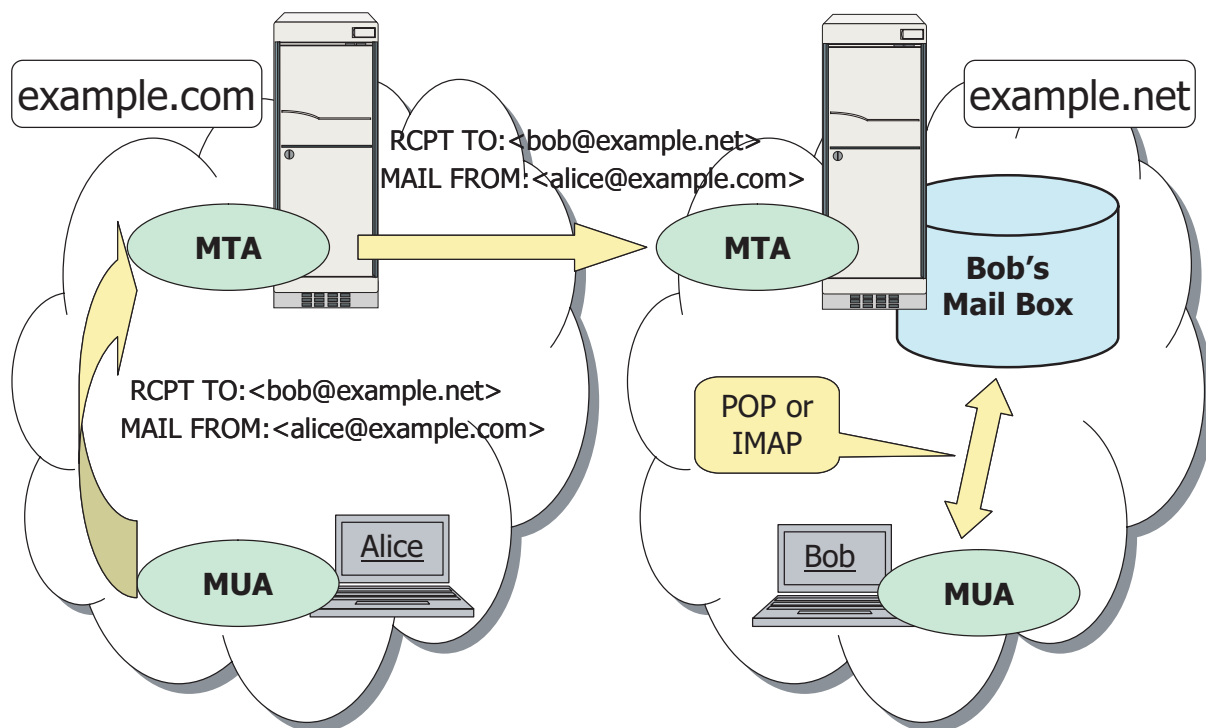 example.com
example.net
RCPT TO:<bob@example.net>
MAIL FROM:<alice@example.com>
MTA
MTA
Bob's
Mail Box
RCPT TO:<bob@example.net>
MAIL FROM:<alice@example.com>
POP or
IMAP
Alice
MUA
Bob
MUA